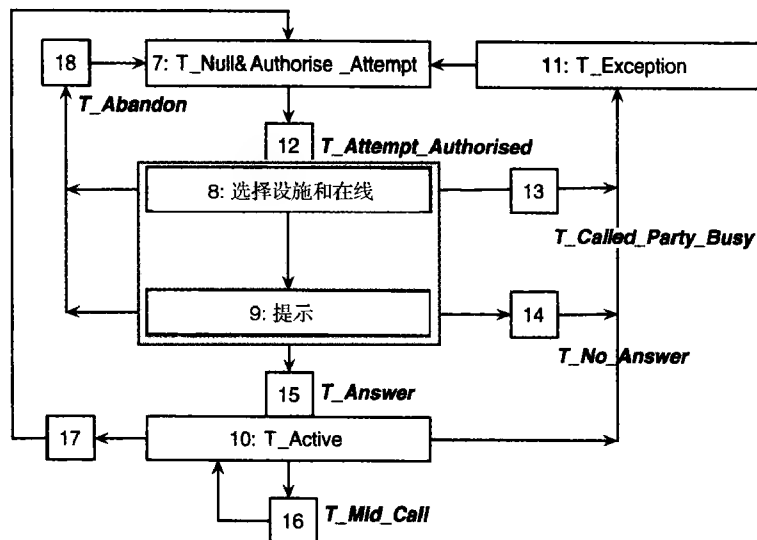 7: T_Null& Authorise _Attempt
11: T_Exception
18
T_Abandon
12
T_Attempt_Authorised
8: 选择设施和在线
13
T_Called_Party_Busy
9: 提示
14
T_No_Answer
15
T_Answer
17
10: T_Active
16
T_Mid_Call